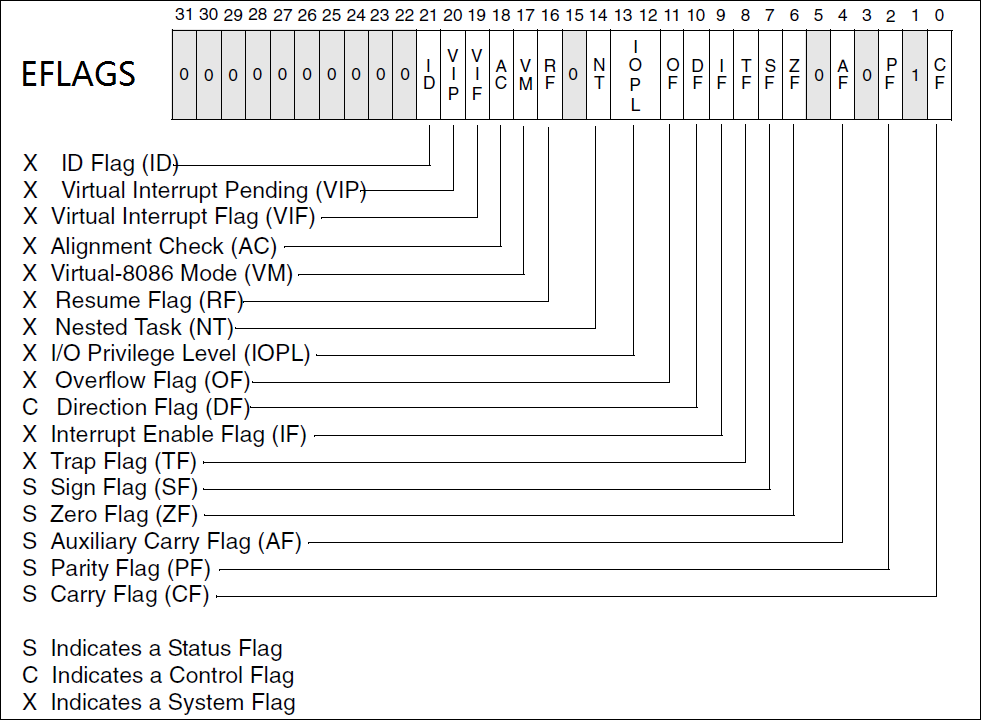 31 30 29 28 27 26 25 24 23 22 21 20 19 18 17 16 15 14 13 12 11 10 9 8 7 6 5 4 3 2 1 0
EFLAGS
0 0 0 0 0 0 0 0 0 0 ID VIP VIF AC VM RF 0 NT IOPL OF DF IF TF SF ZF 0 AF 0 PF 1 CF
X ID Flag (ID)
X Virtual Interrupt Pending (VIP)
X Virtual Interrupt Flag (VIF)
X Alignment Check (AC)
X Virtual-8086 Mode (VM)
X Resume Flag (RF)
X Nested Task (NT)
X I/O Privilege Level (IOPL)
X Overflow Flag (OF)
C Direction Flag (DF)
X Interrupt Enable Flag (IF)
X Trap Flag (TF)
S Sign Flag (SF)
S Zero Flag (ZF)
S Auxiliary Carry Flag (AF)
S Parity Flag (PF)
S Carry Flag (CF)
S Indicates a Status Flag
C Indicates a Control Flag
X Indicates a System Flag